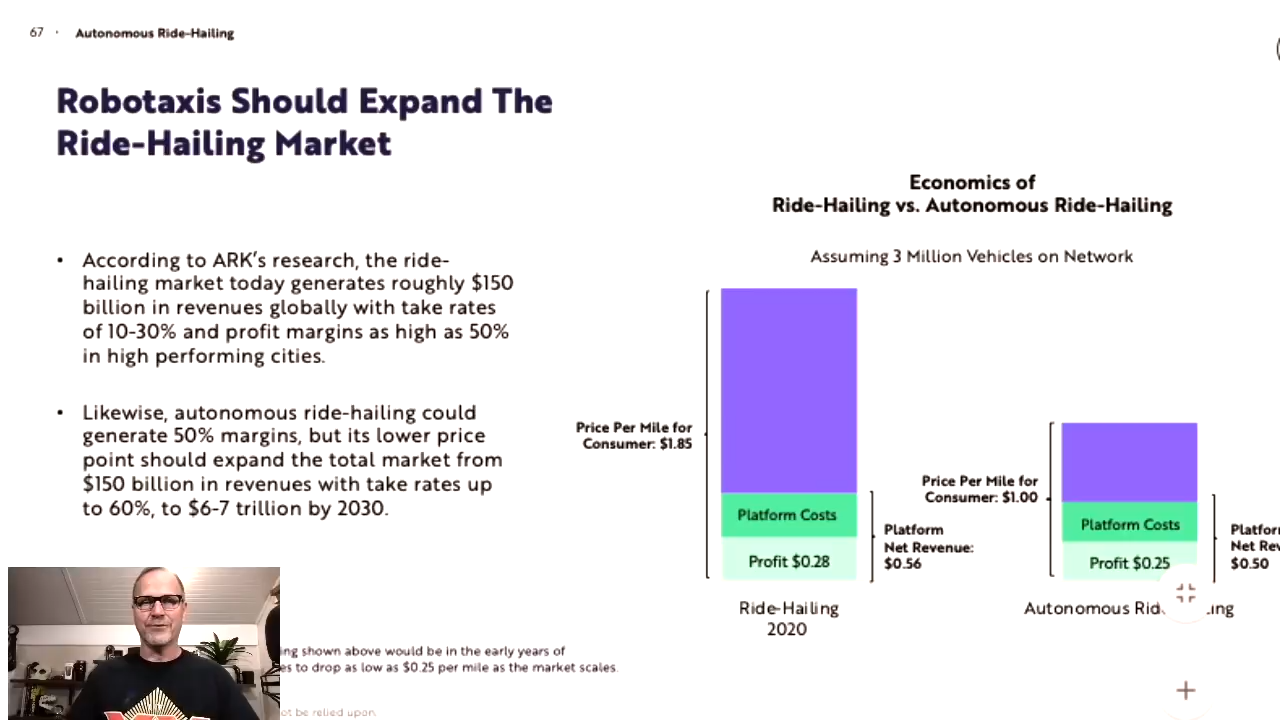 67 · Autonomous Ride-Hailing
Robotaxis Should Expand The
Ride-Hailing Market
• According to ARK’s research, the ride-
hailing market today generates roughly $150
billion in revenues globally with take rates
of 10-30% and profit margins as high as 50%
in high performing cities.
• Likewise, autonomous ride-hailing could
generate 50% margins, but its lower price
point should expand the total market from
$150 billion in revenues with take rates up
to 60%, to $6-7 trillion by 2030.
Economics of
Ride-Hailing vs. Autonomous Ride-Hailing
Assuming 3 Million Vehicles on Network
Price Per Mile for
Consumer: $1.85
Platform Costs
Profit $0.28
Platform
Net Revenue:
$0.56
Ride-Hailing
2020
Price Per Mile for
Consumer: $1.00
Platform Costs
Profit $0.25
Net
$0.50
Autonomous
shown above would be in the early years of
to drop as low as $0.25 per mile as the market scales.
be relied upon.